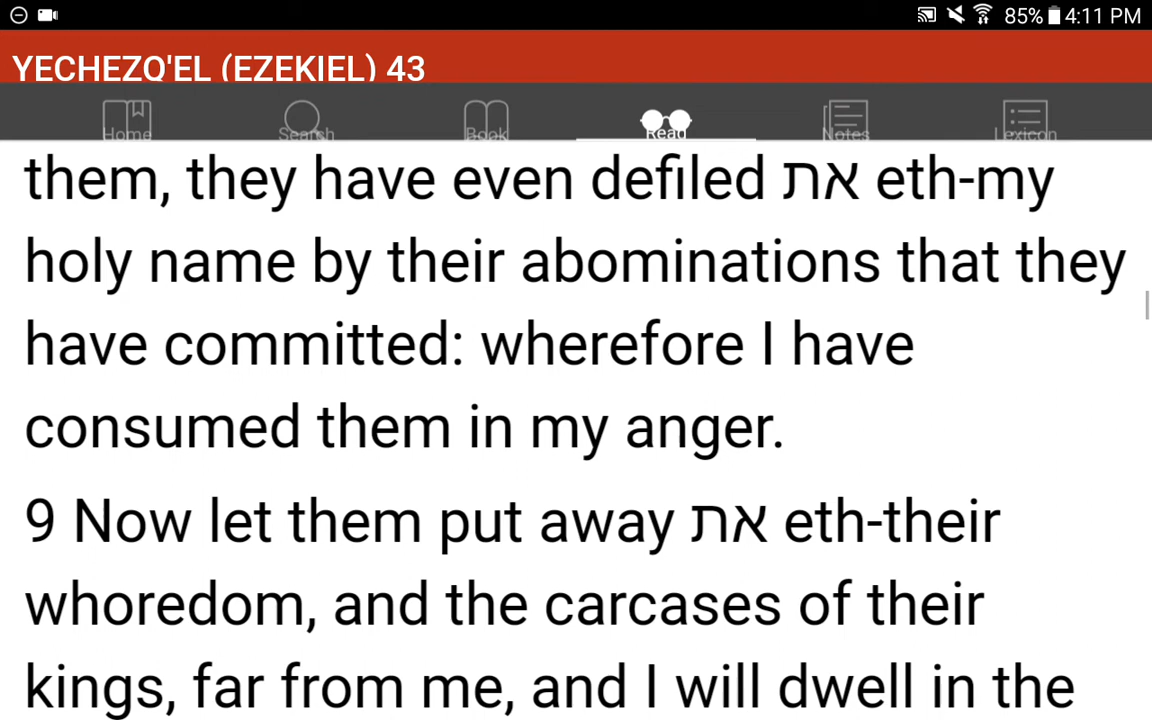 85% 4:11 PM
YECHEZQ'EL (EZEKIEL) 43
Home Search Book Read Notes Lexicon
them, they have even defiled את eth-my
holy name by their abominations that they
have committed: wherefore I have
consumed them in my anger.
9 Now let them put away את eth-their
whoredom, and the carcases of their
kings, far from me, and I will dwell in the